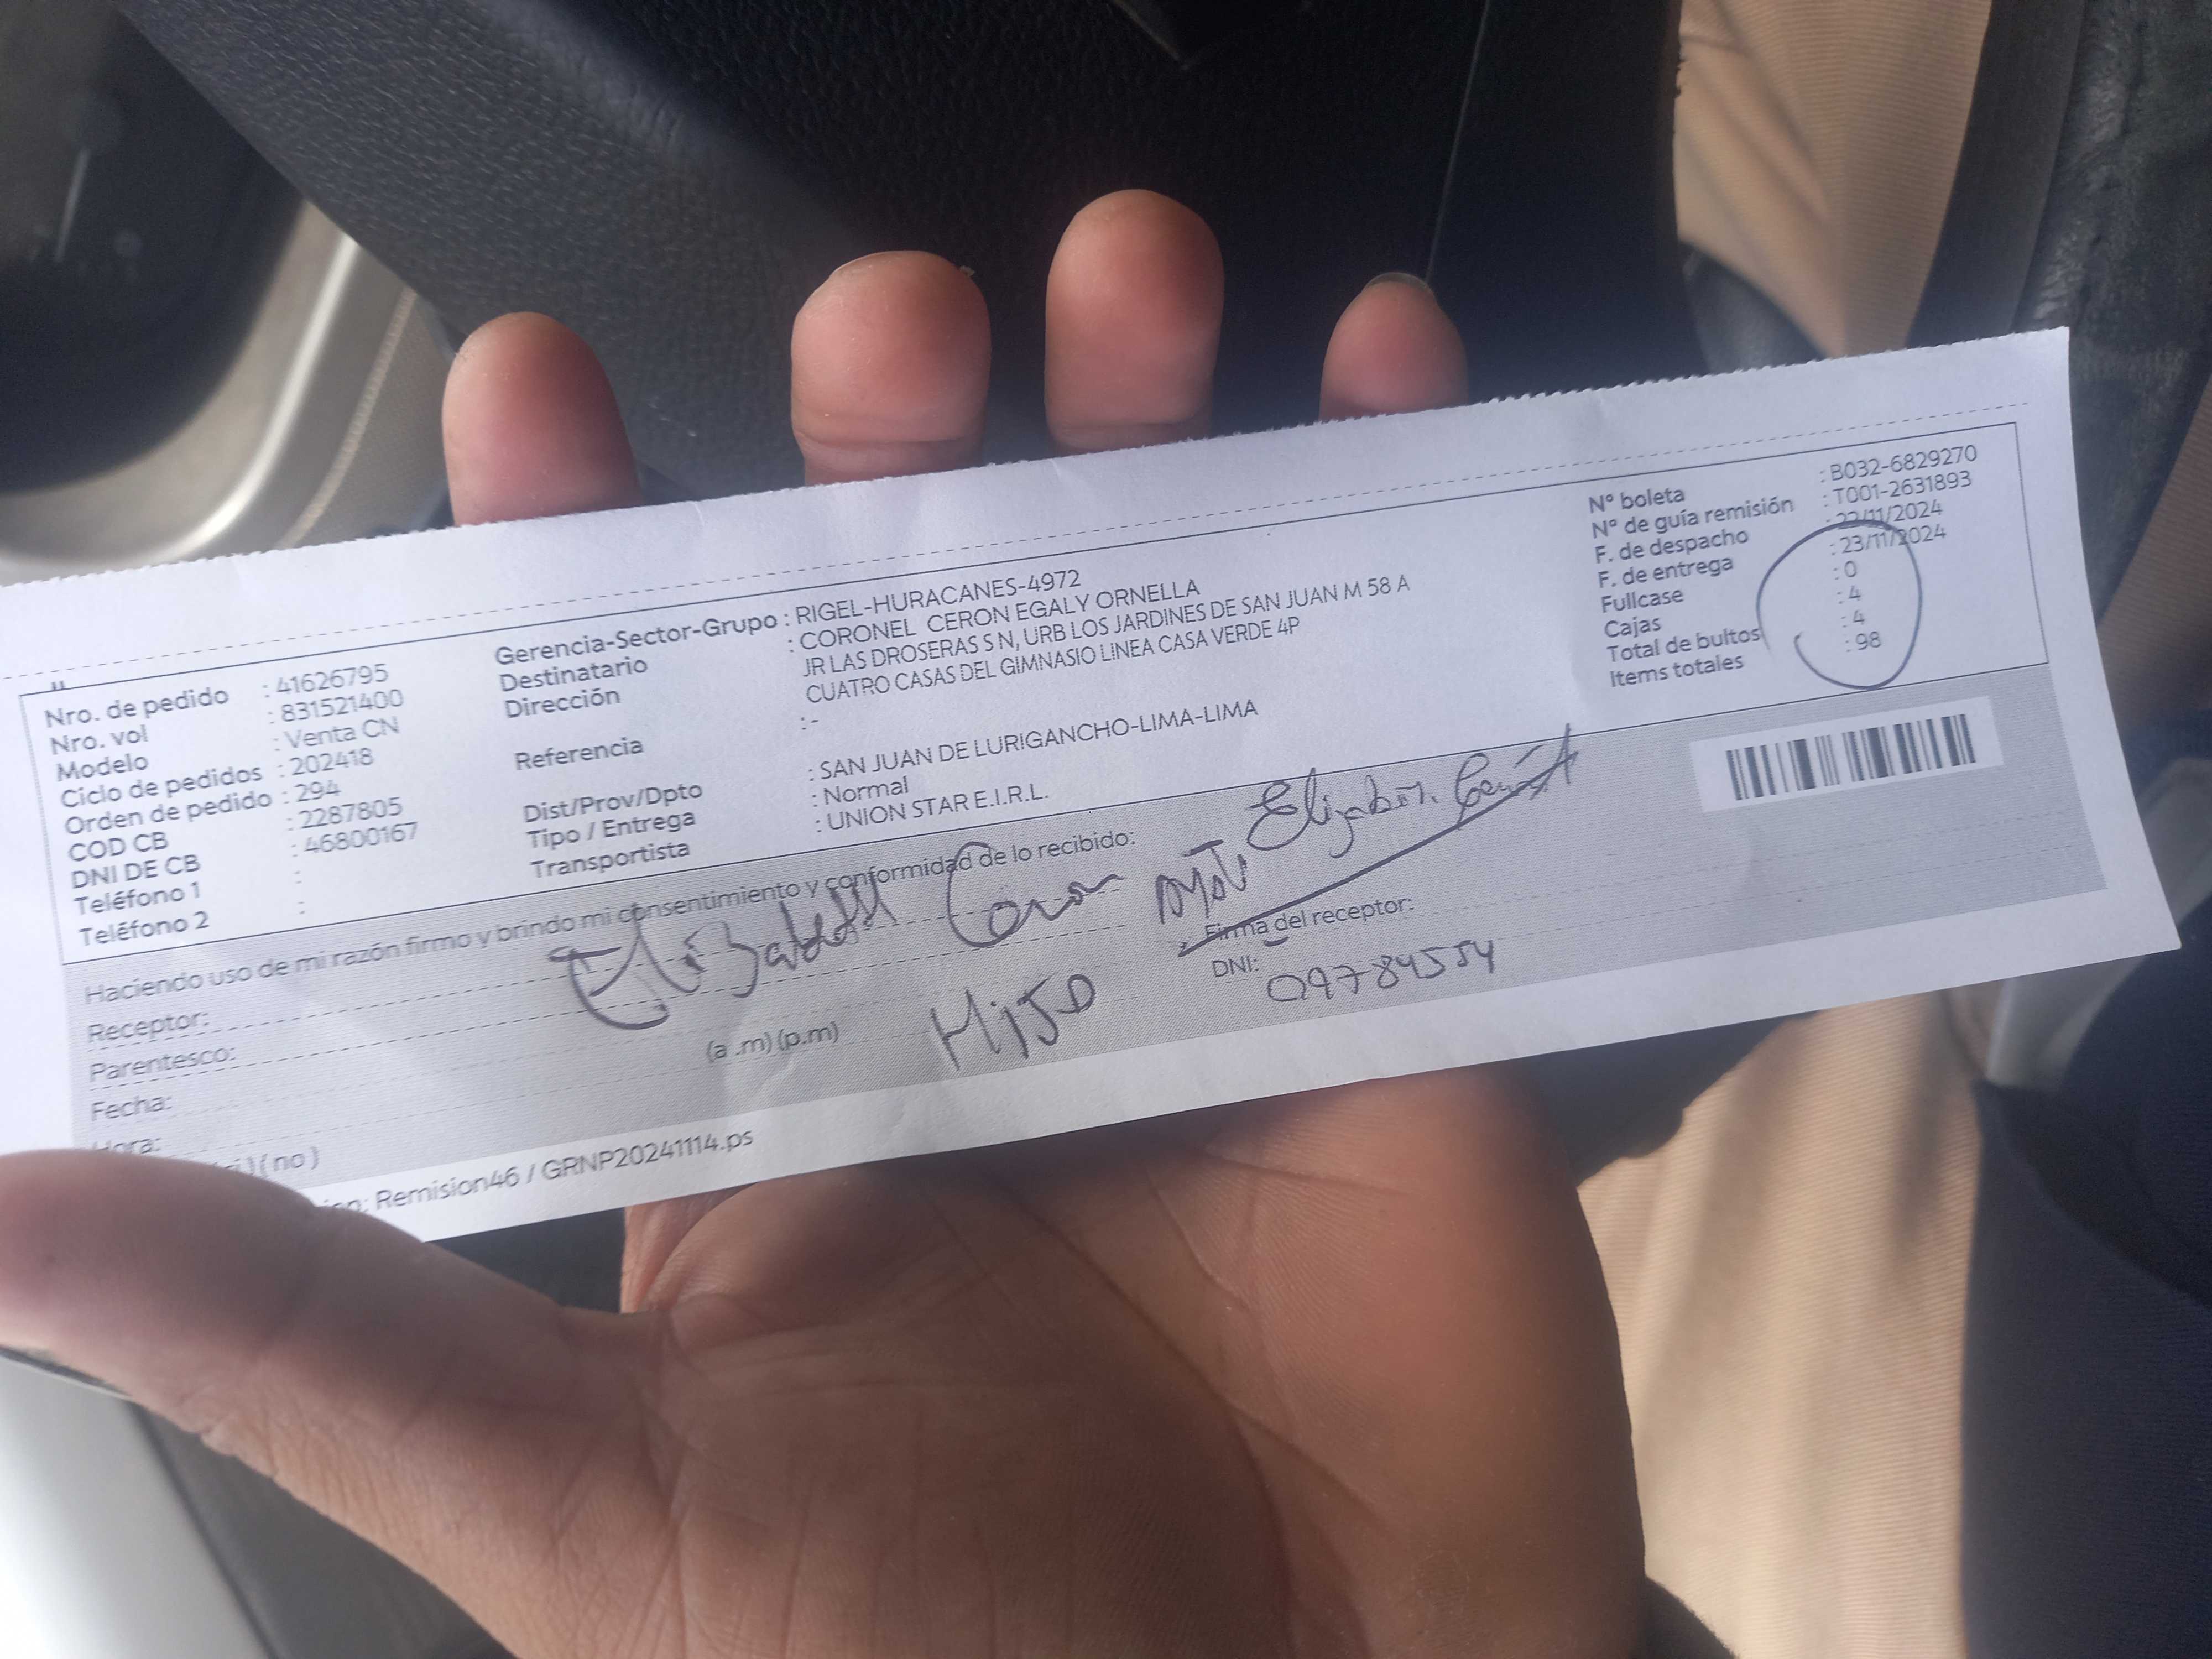 Nro. de pedido : 41626795
Nro. vol : 831521400
Modelo : Venta CN
Ciclo de pedidos : 202418
Orden de pedido : 294
COD CB : 2287805
DNI DE CB : 46800167
Teléfono 1 :
Teléfono 2 :
Gerencia-Sector-Grupo : RIGEL-HURACANES-4972
Destinatario : CORONEL CERON EGALY ORNELLA
Dirección JR LAS DROSERAS S N, URB LOS JARDINES DE SAN JUAN M 58 A
CUATRO CASAS DEL GIMNASIO LINEA CASA VERDE 4P
Referencia : -
Dist/Prov/Dpto : SAN JUAN DE LURIGANCHO-LIMA-LIMA
Tipo / Entrega : Normal
Transportista : UNION STAR E.I.R.L.
N° boleta : B032-6829270
N° de guía remisión : T001-2631893
F. de despacho : 22/11/2024
F. de entrega : 23/11/2024
Fullcase : 0
Cajas : 4
Total de bultos : 4
Items totales : 98
Haciendo uso de mi razón firmo y brindo mi consentimiento y conformidad de lo recibido:
Receptor: Elizabeth
Parentesco:
Fecha:
Hora: (a .m) (p.m)
HiJO
Firma del receptor:
DNI: 09784554
) ( no )
Remision46 / GRNP20241114.ps